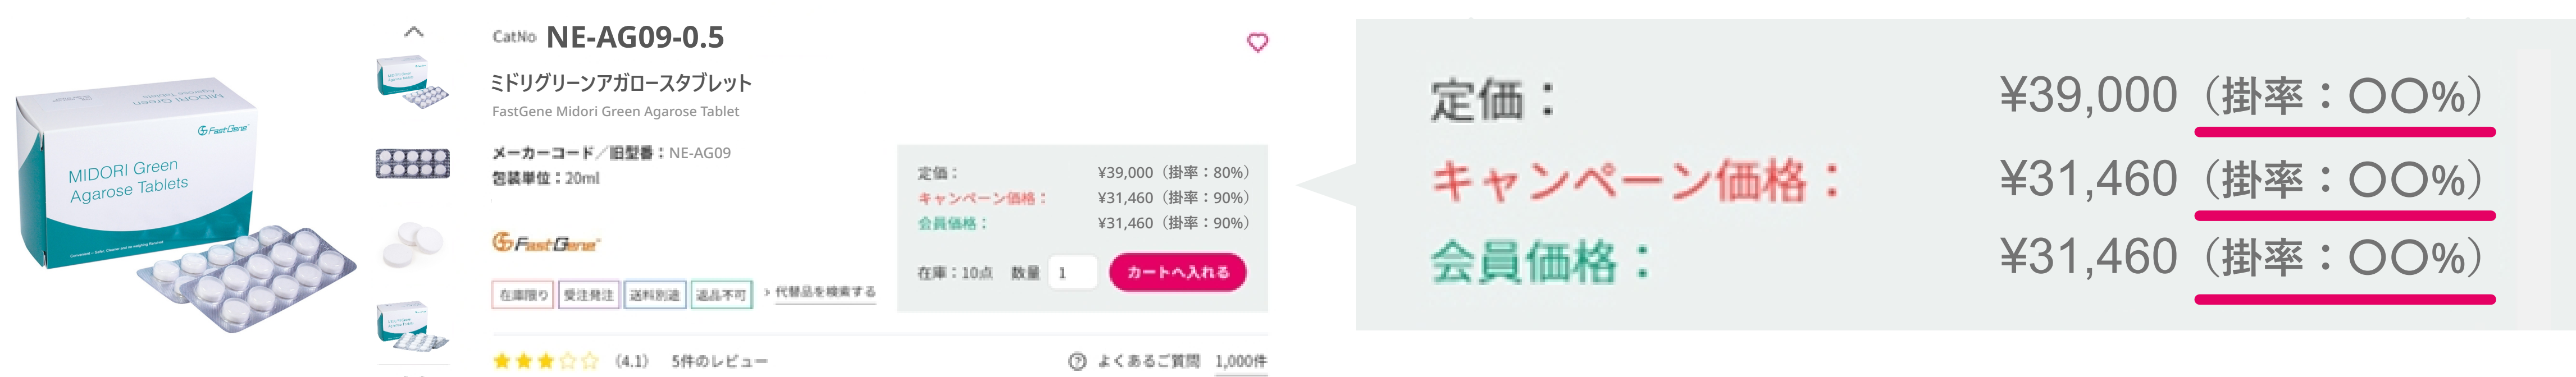 CatNo NE-AG09-0.5
ミドリグリーンアガロースタブレット
FastGene Midori Green Agarose Tablet
メーカーコード／旧型番：NE-AG09
包装単位：20ml
FastGene
在庫限り 受注発注 送料別途 返品不可 › 代替品を検索する
★★★☆☆ (4.1) 5件のレビュー
定価： ¥39,000（掛率：80%）
キャンペーン価格： ¥31,460（掛率：90%）
会員価格： ¥31,460（掛率：90%）
在庫：10点 数量 1 カートへ入れる
? よくあるご質問 1,000件
定価： ¥39,000（掛率：〇〇%）
キャンペーン価格： ¥31,460（掛率：〇〇%）
会員価格： ¥31,460（掛率：〇〇%）
FastGene
MIDORI Green
Agarose Tablets
MIDORI Green
Agarose Tablets